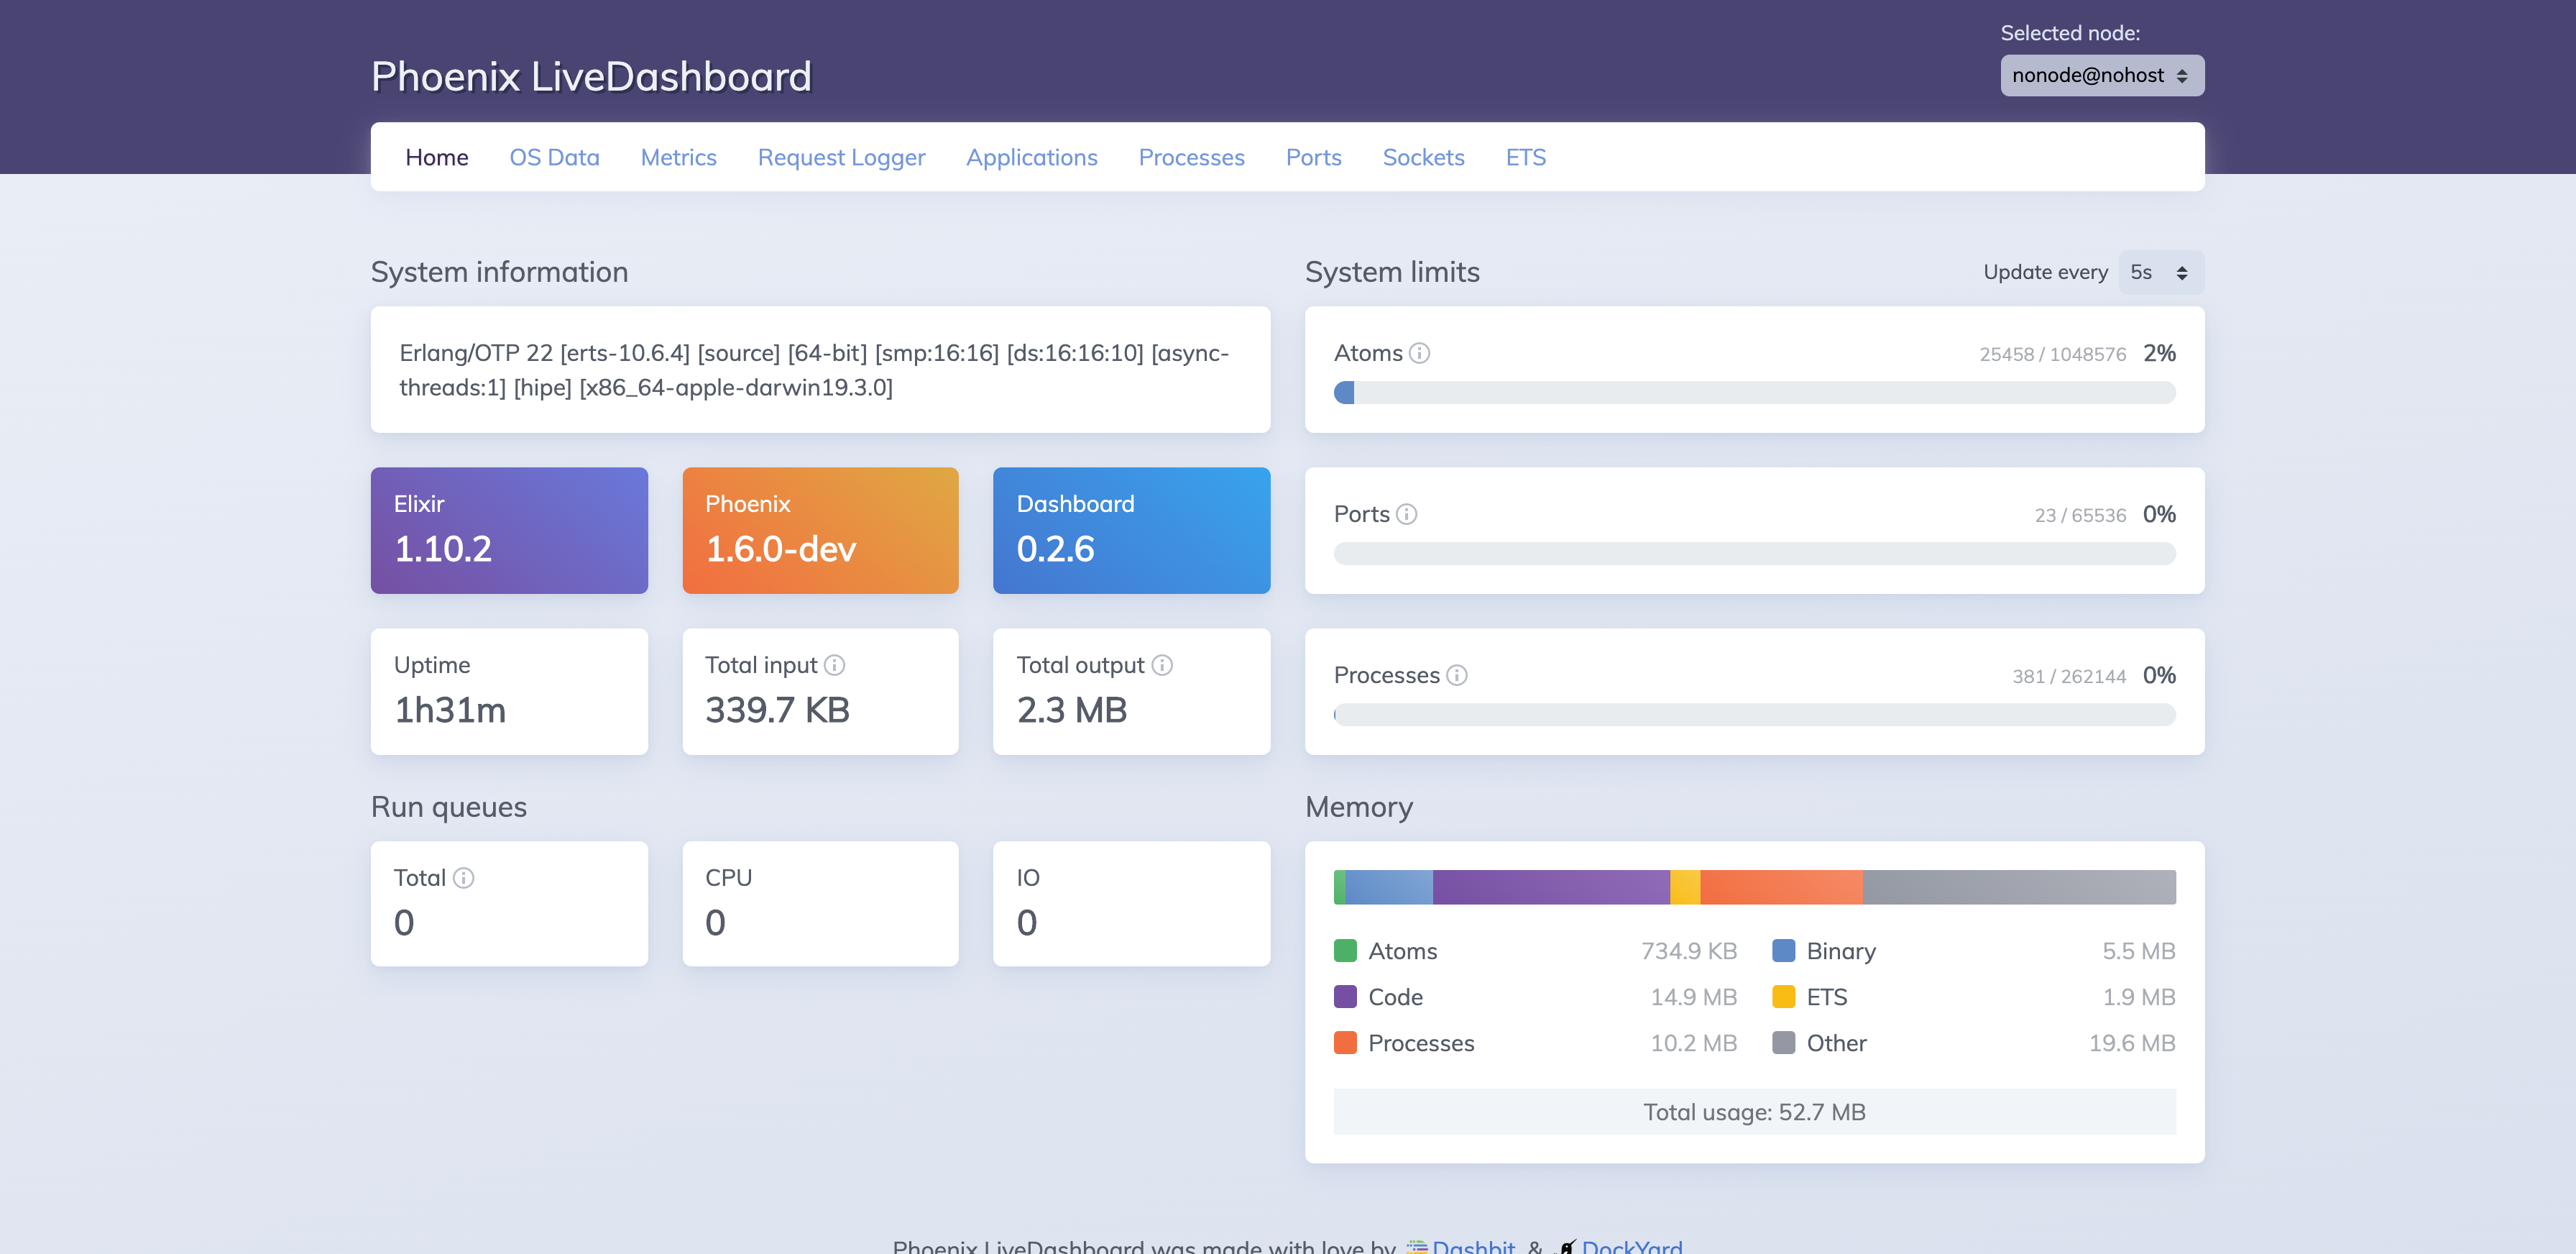 Selected node:
Phoenix LiveDashboard
nonode@nohost
Home OS Data Metrics Request Logger Applications Processes Ports Sockets ETS
System information
Erlang/OTP 22 [erts-10.6.4] [source] [64-bit] [smp:16:16] [ds:16:16:10] [async-
threads:1] [hipe] [x86_64-apple-darwin19.3.0]
Elixir
1.10.2
Phoenix
1.6.0-dev
Dashboard
0.2.6
Uptime
1h31m
Total input
339.7 KB
Total output
2.3 MB
Run queues
Total
0
CPU
0
IO
0
System limits
Update every 5s
Atoms 25458 / 1048576 2%
Ports 23 / 65536 0%
Processes 381 / 262144 0%
Memory
Atoms 734.9 KB Binary 5.5 MB
Code 14.9 MB ETS 1.9 MB
Processes 10.2 MB Other 19.6 MB
Total usage: 52.7 MB
Phoenix LiveDashboard was made with love by Dashbit & DockYard